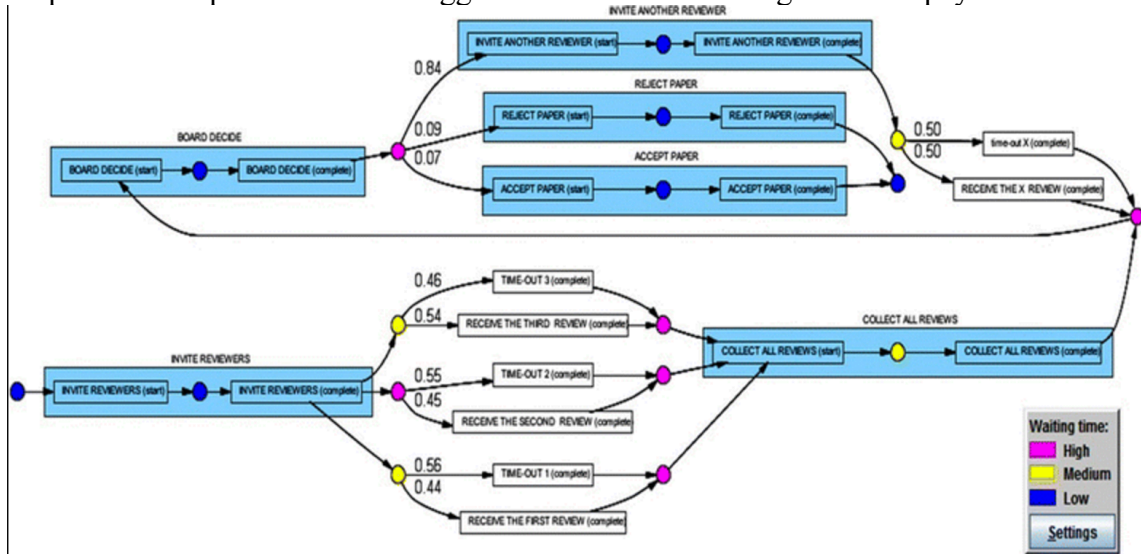 INVITE ANOTHER REVIEWER
INVITE ANOTHER REVIEWER (start)
INVITE ANOTHER REVIEWER (complete)
0.84
REJECT PAPER
REJECT PAPER (start)
REJECT PAPER (complete)
0.09
BOARD DECIDE
0.07
0.50
0.50
time-out X (complete)
ACCEPT PAPER
BOARD DECIDE (start)
BOARD DECIDE (complete)
ACCEPT PAPER (start)
ACCEPT PAPER (complete)
RECEIVE THE X REVIEW (complete)
0.46
TIME-OUT 3 (complete)
0.54
RECEIVE THE THIRD REVIEW (complete)
COLLECT ALL REVIEWS
COLLECT ALL REVIEWS (start)
COLLECT ALL REVIEWS (complete)
INVITE REVIEWERS
INVITE REVIEWERS (start)
INVITE REVIEWERS (complete)
0.55
TIME-OUT 2 (complete)
0.45
RECEIVE THE SECOND REVIEW (complete)
0.56
TIME-OUT 1 (complete)
0.44
RECEIVE THE FIRST REVIEW (complete)
Waiting time:
High
Medium
Low
Settings